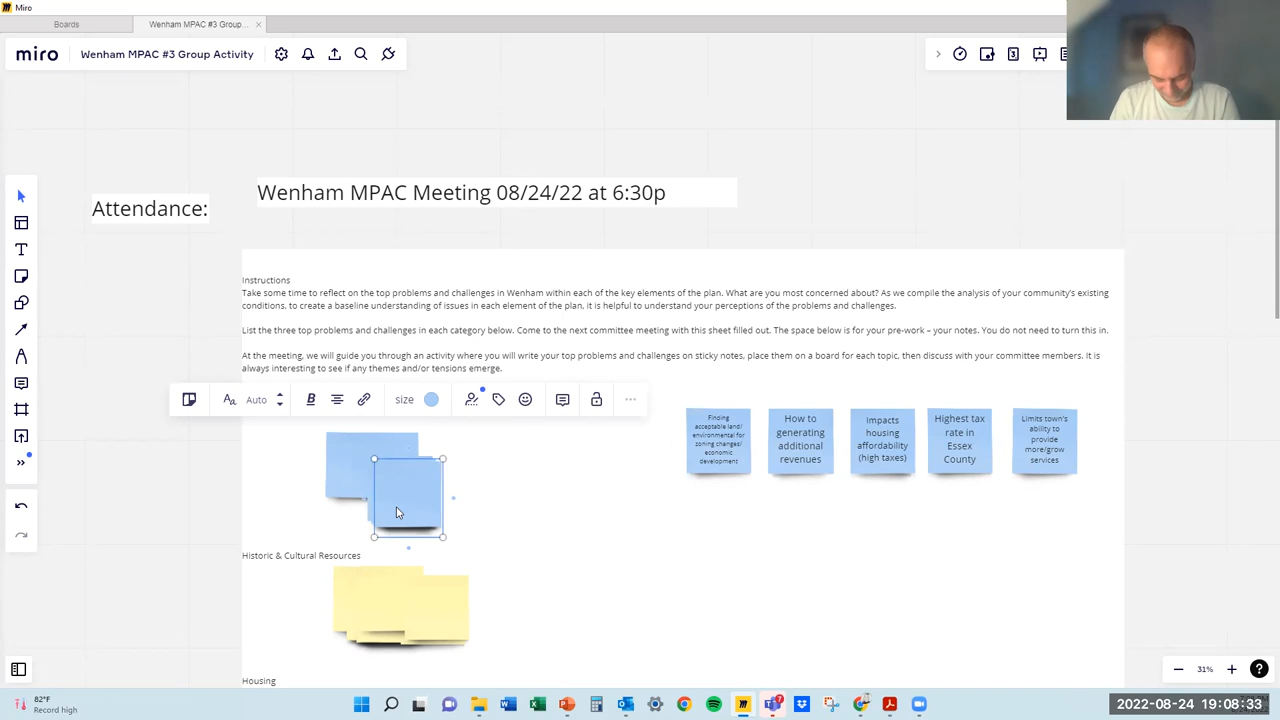 Miro
Boards
Wenham MPAC #3 Group...
miro
Wenham MPAC #3 Group Activity
Wenham MPAC Meeting 08/24/22 at 6:30p
Attendance:
Instructions
Take some time to reflect on the top problems and challenges in Wenham within each of the key elements of the plan. What are you most concerned about? As we compile the analysis of your community's existing
conditions, to create a baseline understanding of issues in each element of the plan, it is helpful to understand your perceptions of the problems and challenges.
List the three top problems and challenges in each category below. Come to the next committee meeting with this sheet filled out. The space below is for your pre-work – your notes. You do not need to turn this in.
At the meeting, we will guide you through an activity where you will write your top problems and challenges on sticky notes, place them on a board for each topic, then discuss with your committee members. It is
always interesting to see if any themes and/or tensions emerge.
Auto
size
Finding
acceptable land/
environmental for
zoning changes/
economic
development
How to
generating
additional
revenues
Impacts
housing
affordability
(high taxes)
Highest tax
rate in
Essex
County
Limits town's
ability to
provide
more/grow
services
Historic & Cultural Resources
Housing
31%
82°F
Record high
2022-08-24 19:08:33